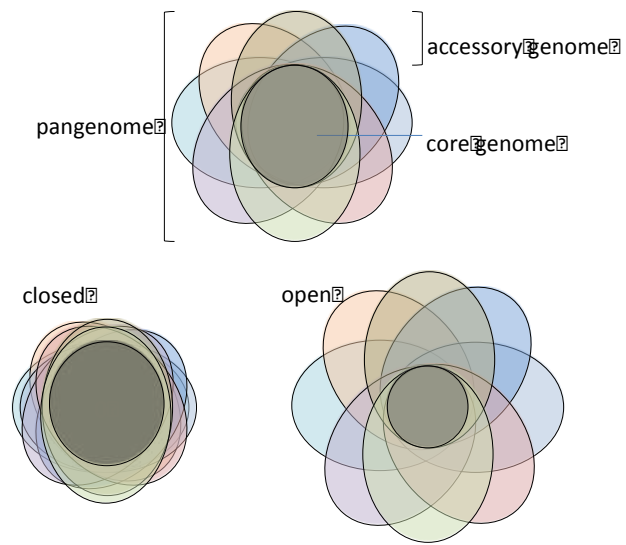 accessory genome
pangenome
core genome
closed
open